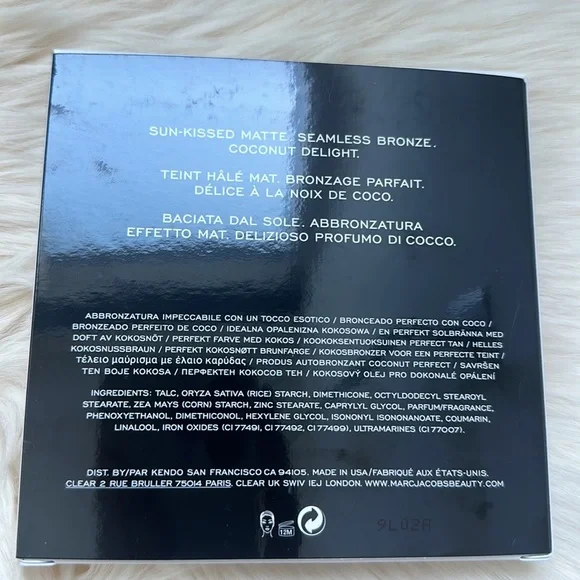 SUN-KISSED MATTE. SEAMLESS BRONZE.
COCONUT DELIGHT.
TEINT HÂLÉ MAT. BRONZAGE PARFAIT.
DÉLICE À LA NOIX DE COCO.
BACIATA DAL SOLE. ABBRONZATURA
EFFETTO MAT. DELIZIOSO PROFUMO DI COCCO.
ABBRONZATURA IMPECCABILE CON UN TOCCO ESOTICO / BRONCEADO PERFECTO CON COCO /
BRONZEADO PERFEITO DE COCO / IDEALNA OPALENIZNA KOKOSOWA / EN PERFEKT SOLBRÄNNA MED
DOFT AV KOKOSNÖT / PERFEKT FARVE MED KOKOS / KOOKOKSENTUOKSUINEN PERFECT TAN / HELLES
KOKOSNUSSBRAUN / PERFEKT KOKOSNØTT BRUNFARGE / KOKOSBRONZER VOOR EEN PERFECTE TEINT /
τέλειο μαύρισμα με έλαιο καρύδας / PRODUS AUTOBRONZANT COCONUT PERFECT / SAVRŠEN
TEN BOJE KOKOSA / ПЕРФЕКТЕН КОКОСОВ ТЕН / KOKOSOVÝ OLEJ PRO DOKONALÉ OPÁLENÍ
INGREDIENTS: TALC, ORYZA SATIVA (RICE) STARCH, DIMETHICONE, OCTYLDODECYL STEAROYL
STEARATE, ZEA MAYS (CORN) STARCH, ZINC STEARATE, CAPRYLYL GLYCOL, PARFUM/FRAGRANCE,
PHENOXYETHANOL, DIMETHICONOL, HEXYLENE GLYCOL, ISONONYL ISONONANOATE, COUMARIN,
LINALOOL, IRON OXIDES (CI 77491, CI 77492, CI 77499), ULTRAMARINES (CI 77007).
DIST. BY/PAR KENDO SAN FRANCISCO CA 94105. MADE IN USA/FABRIQUÉ AUX ÉTATS-UNIS.
CLEAR 2 RUE BRULLER 75014 PARIS. CLEAR UK SW1V 1EJ LONDON. WWW.MARCJACOBSBEAUTY.COM
12M
9L02A